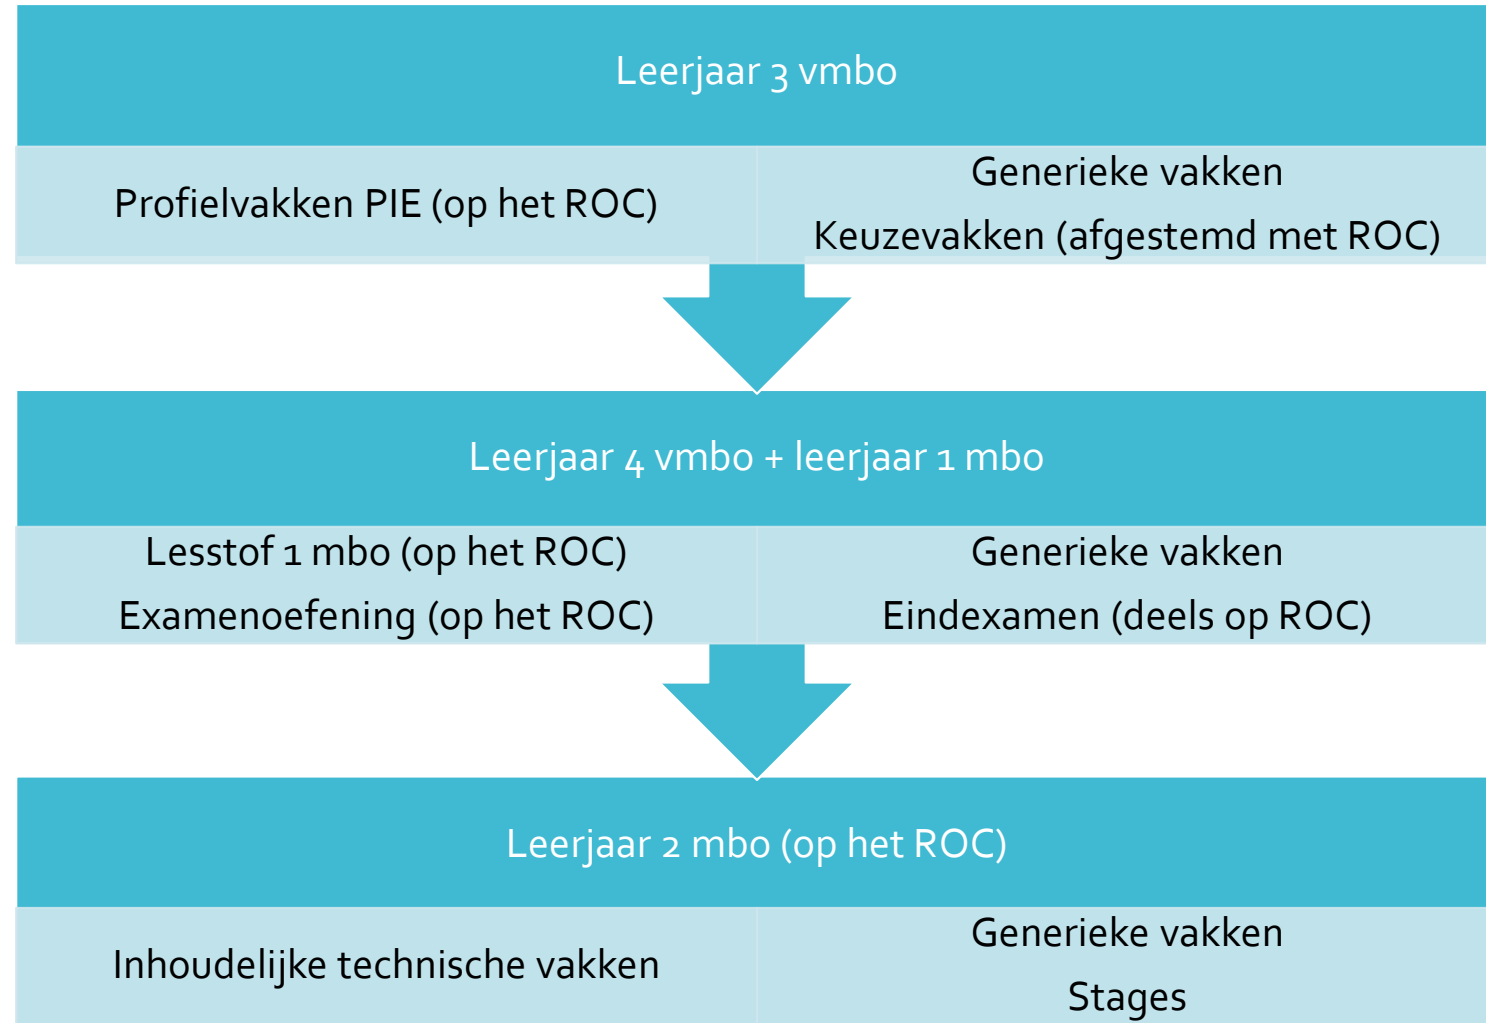 Leerjaar 3 vmbo
Profielvakken PIE (op het ROC)
Generieke vakken
Keuzevakken (afgestemd met ROC)
Leerjaar 4 vmbo + leerjaar 1 mbo
Lesstof 1 mbo (op het ROC)
Examenoefening (op het ROC)
Generieke vakken
Eindexamen (deels op ROC)
Leerjaar 2 mbo (op het ROC)
Inhoudelijke technische vakken
Generieke vakken
Stages